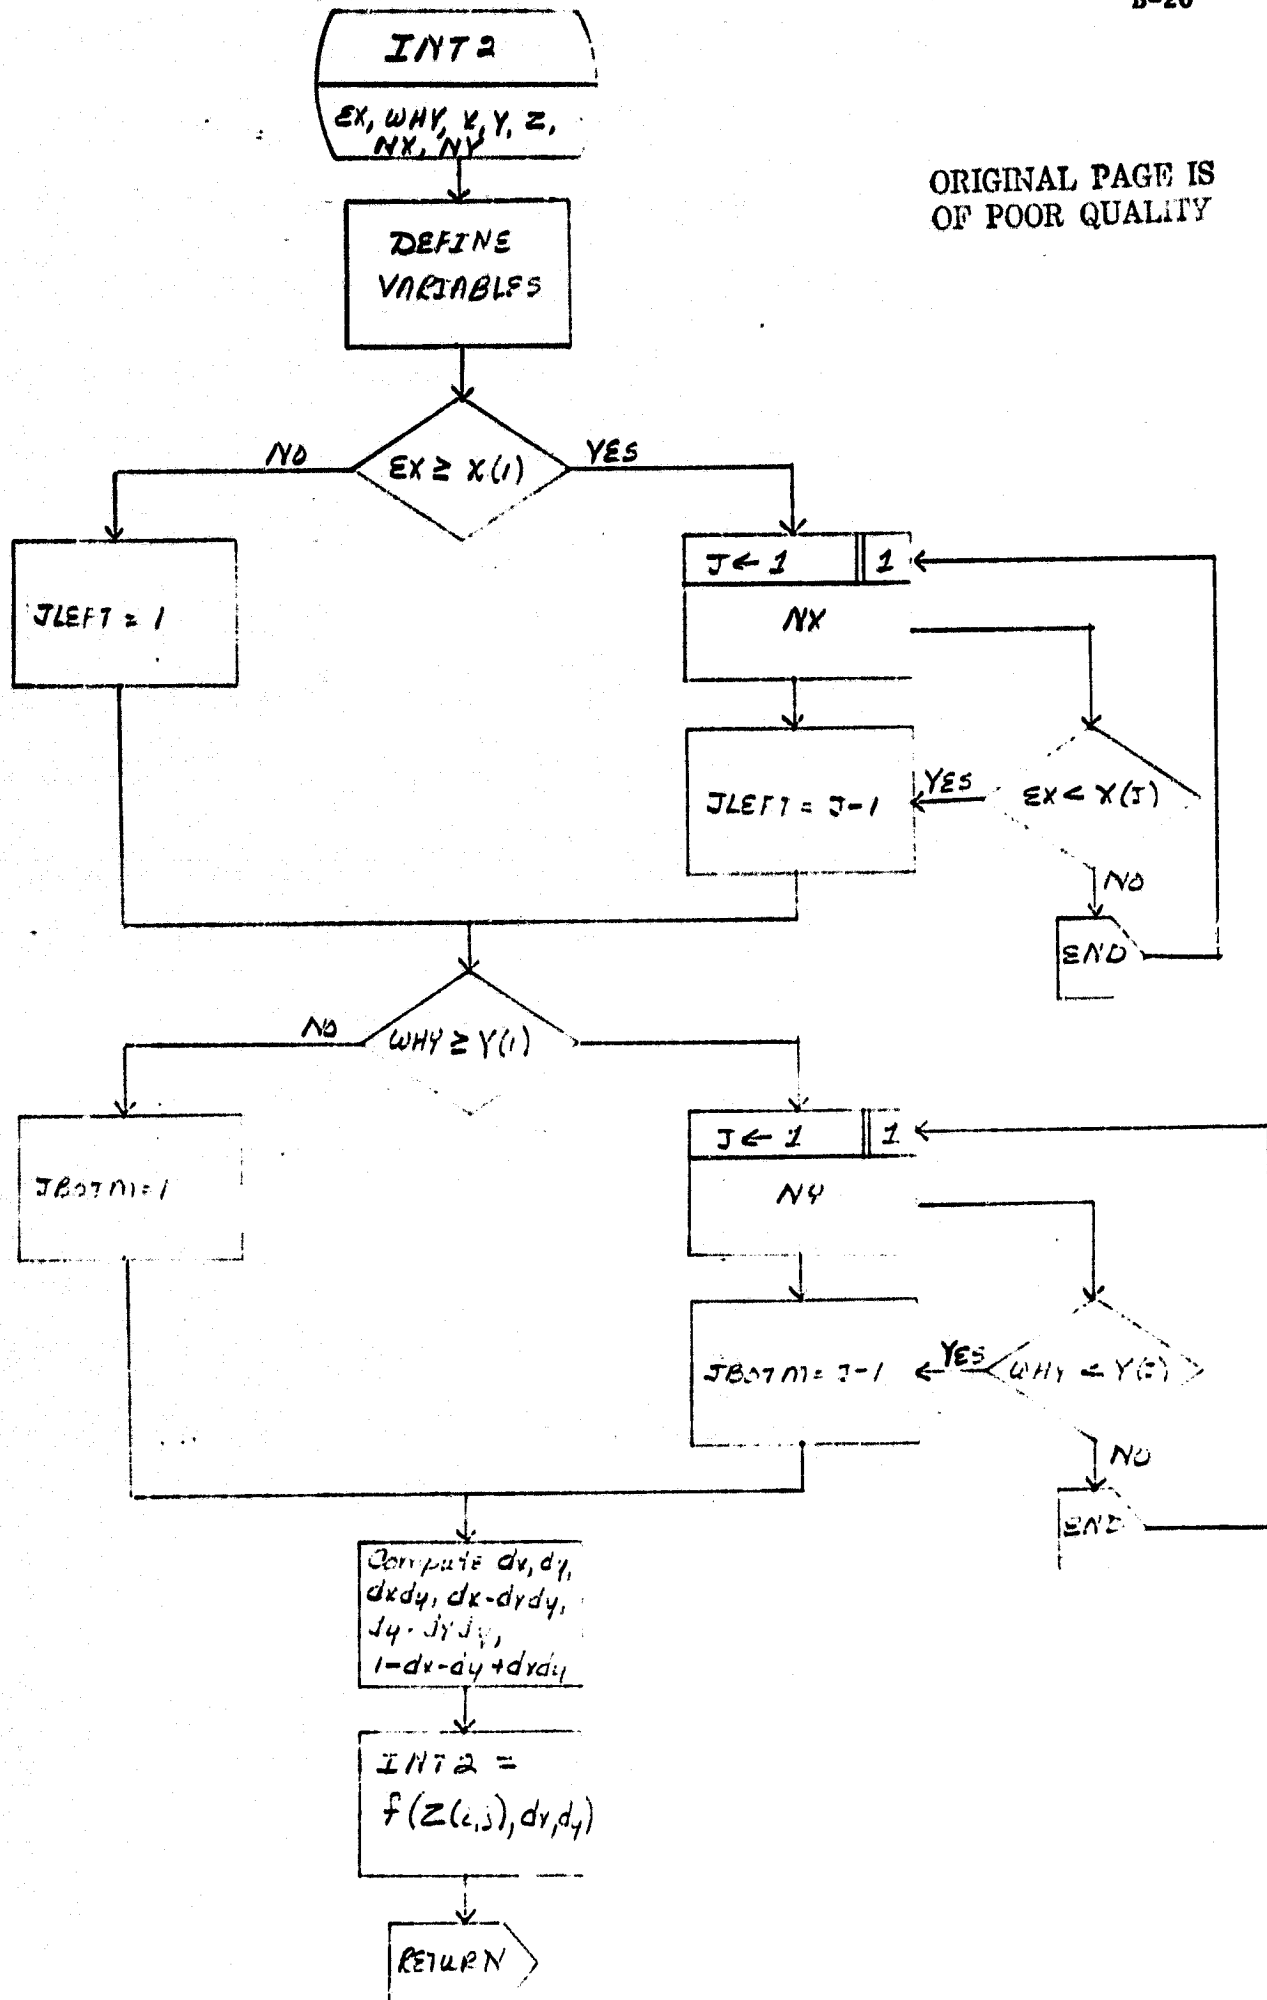 B-20
INT2
EX, WHY, X, Y, Z,
NX, NY
ORIGINAL PAGE IS
OF POOR QUALITY
DEFINE
VARIABLES
NO
EX ≥ X(1)
YES
JLEFT = 1
J ← 1
1
NX
JLEFT = J-1
YES
EX < X(J)
NO
END
NO
WHY ≥ Y(1)
JBOTM=1
J ← 1
1
NY
JBOTM= J-1
YES
WHY < Y(J)
NO
END
Compute dx, dy,
dxdy, dx-dxdy,
dy-dxdy,
1-dx-dy+dxdy
INT2 =
f(Z(i,j), dx, dy)
RETURN